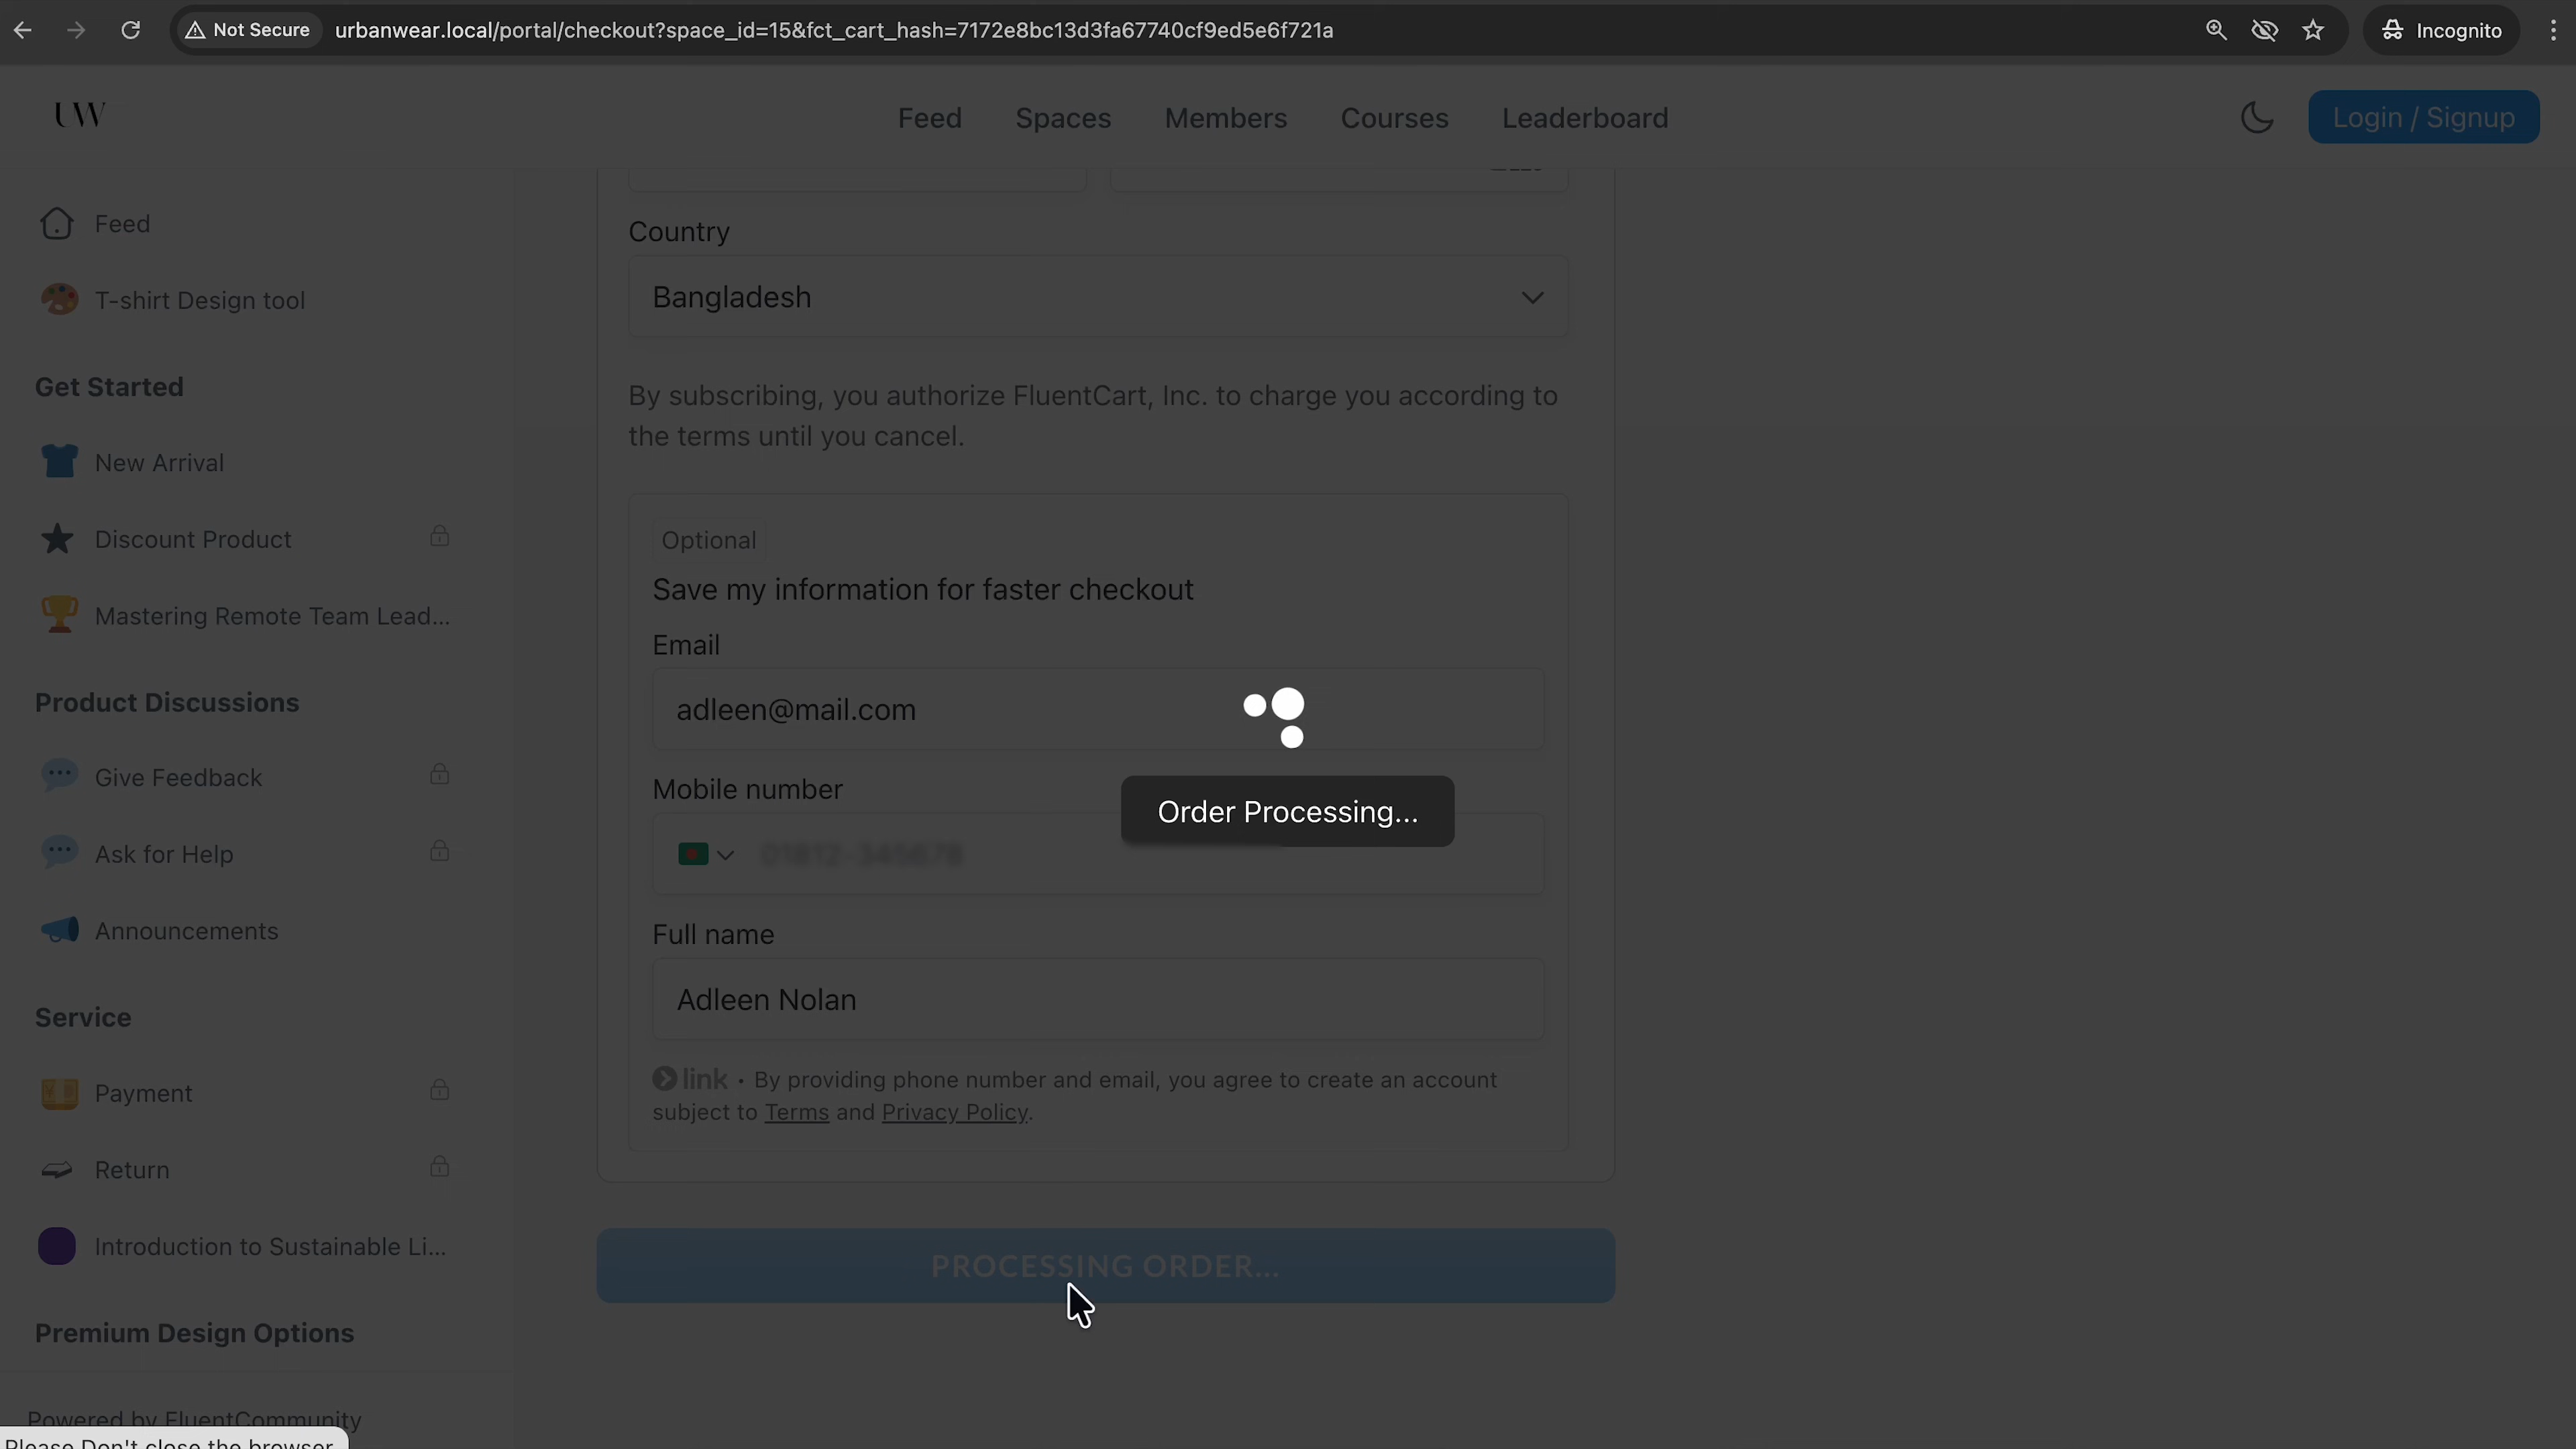 Not Secure
urbanwear.local/portal/checkout?space_id=15&fct_cart_hash=7172e8bc13d3fa67740cf9ed5e6f721a
Incognito
UW
Feed
Spaces
Members
Courses
Leaderboard
Login / Signup
Feed
T-shirt Design tool
Get Started
New Arrival
Discount Product
Mastering Remote Team Lead...
Product Discussions
Give Feedback
Ask for Help
Announcements
Service
Payment
Return
Introduction to Sustainable Li...
Premium Design Options
Powered by FluentCommunity
Please Don't close the browser
Country
Bangladesh
By subscribing, you authorize FluentCart, Inc. to charge you according to
the terms until you cancel.
Optional
Save my information for faster checkout
Email
adleen@mail.com
Mobile number
Order Processing...
Full name
Adleen Nolan
link • By providing phone number and email, you agree to create an account
subject to Terms and Privacy Policy.
PROCESSING ORDER...